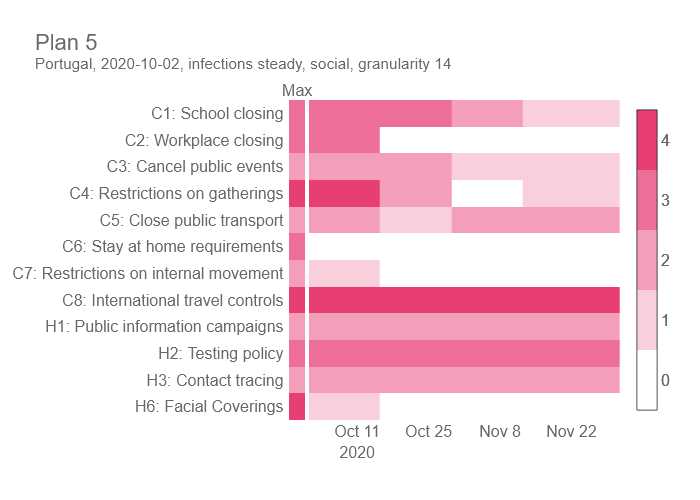 Plan 5
Portugal, 2020-10-02, infections steady, social, granularity 14
Max
C1: School closing
C2: Workplace closing
C3: Cancel public events
C4: Restrictions on gatherings
C5: Close public transport
C6: Stay at home requirements
C7: Restrictions on internal movement
C8: International travel controls
H1: Public information campaigns
H2: Testing policy
H3: Contact tracing
H6: Facial Coverings
4
3
2
1
0
Oct 11 Oct 25 Nov 8 Nov 22
2020